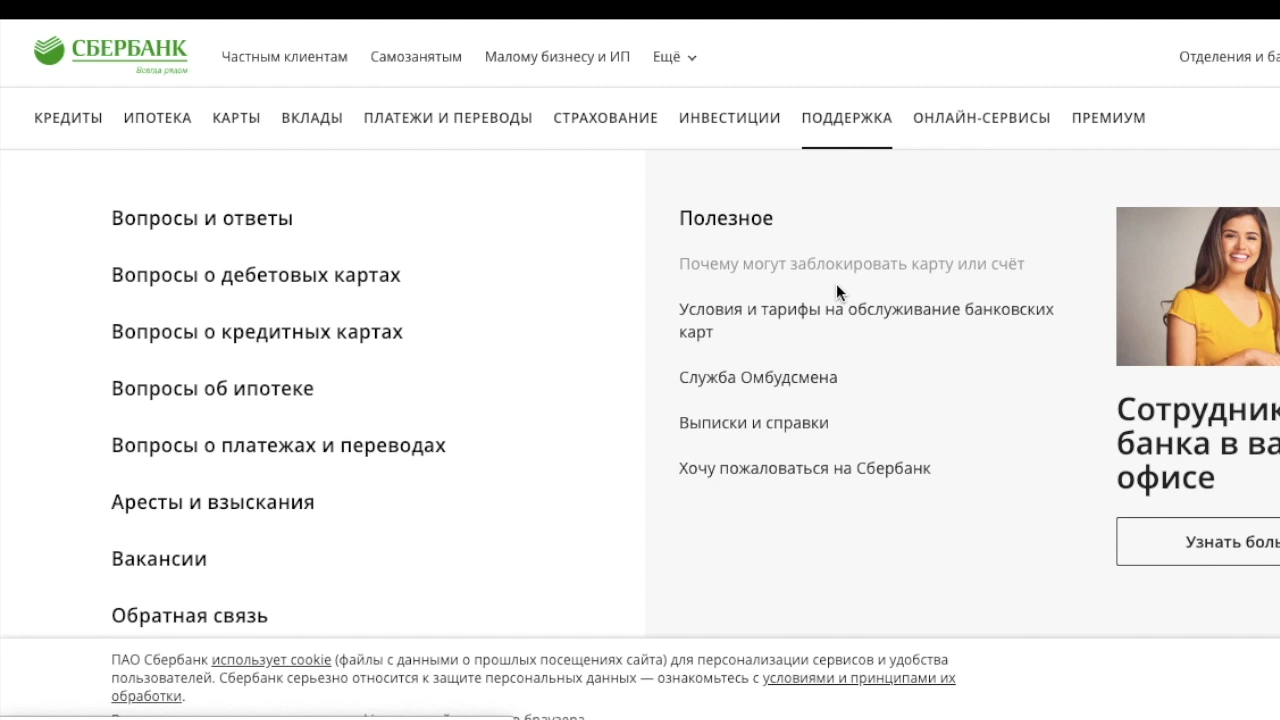 СБЕРБАНК
Всегда рядом
Частным клиентам
Самозанятым
Малому бизнесу и ИП
Ещё
Отделения и
КРЕДИТЫ
ИПОТЕКА
КАРТЫ
ВКЛАДЫ
ПЛАТЕЖИ И ПЕРЕВОДЫ
СТРАХОВАНИЕ
ИНВЕСТИЦИИ
ПОДДЕРЖКА
ОНЛАЙН-СЕРВИСЫ
ПРЕМИУМ
Вопросы и ответы
Вопросы о дебетовых картах
Вопросы о кредитных картах
Вопросы об ипотеке
Вопросы о платежах и переводах
Аресты и взыскания
Вакансии
Обратная связь
Полезное
Почему могут заблокировать карту или счёт
Условия и тарифы на обслуживание банковских
карт
Служба Омбудсмена
Выписки и справки
Хочу пожаловаться на Сбербанк
Сотрудник
банка в ва
офисе
Узнать боль
ПАО Сбербанк использует cookie (файлы с данными о прошлых посещениях сайта) для персонализации сервисов и удобства
пользователей. Сбербанк серьезно относится к защите персональных данных — ознакомьтесь с условиями и принципами их
обработки.